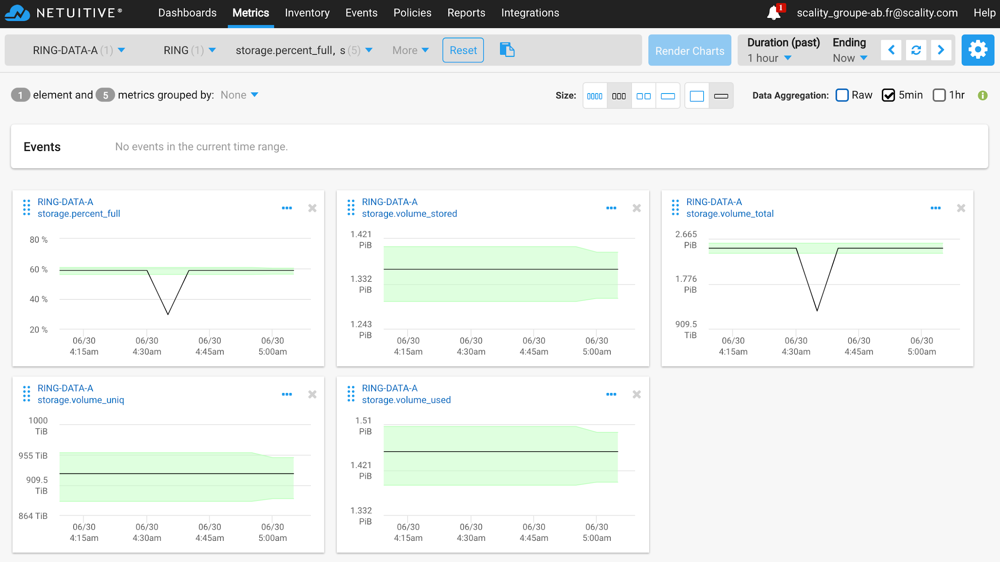 NETUITIVE®
Dashboards Metrics Inventory Events Policies Reports Integrations 1 scality_groupe-ab.fr@scality.com Help
RING-DATA-A (1) RING (1) storage.percent_full, s (5) More Reset Render Charts
Duration (past) Ending
1 hour Now
1 element and 5 metrics grouped by: None Size: Data Aggregation: Raw 5min 1hr i
Events No events in the current time range.
RING-DATA-A
storage.percent_full
80 %
60 %
40 %
20 %
06/30 06/30 06/30 06/30
4:15am 4:30am 4:45am 5:00am
RING-DATA-A
storage.volume_stored
1.421
PiB
1.332
PiB
1.243
PiB
06/30 06/30 06/30 06/30
4:15am 4:30am 4:45am 5:00am
RING-DATA-A
storage.volume_total
2.665
PiB
1.776
PiB
909.5
TiB
06/30 06/30 06/30 06/30
4:15am 4:30am 4:45am 5:00am
RING-DATA-A
storage.volume_uniq
1000
TiB
955 TiB
909.5
TiB
864 TiB
06/30 06/30 06/30 06/30
4:15am 4:30am 4:45am 5:00am
RING-DATA-A
storage.volume_used
1.51
PiB
1.421
PiB
1.332
PiB
06/30 06/30 06/30 06/30
4:15am 4:30am 4:45am 5:00am